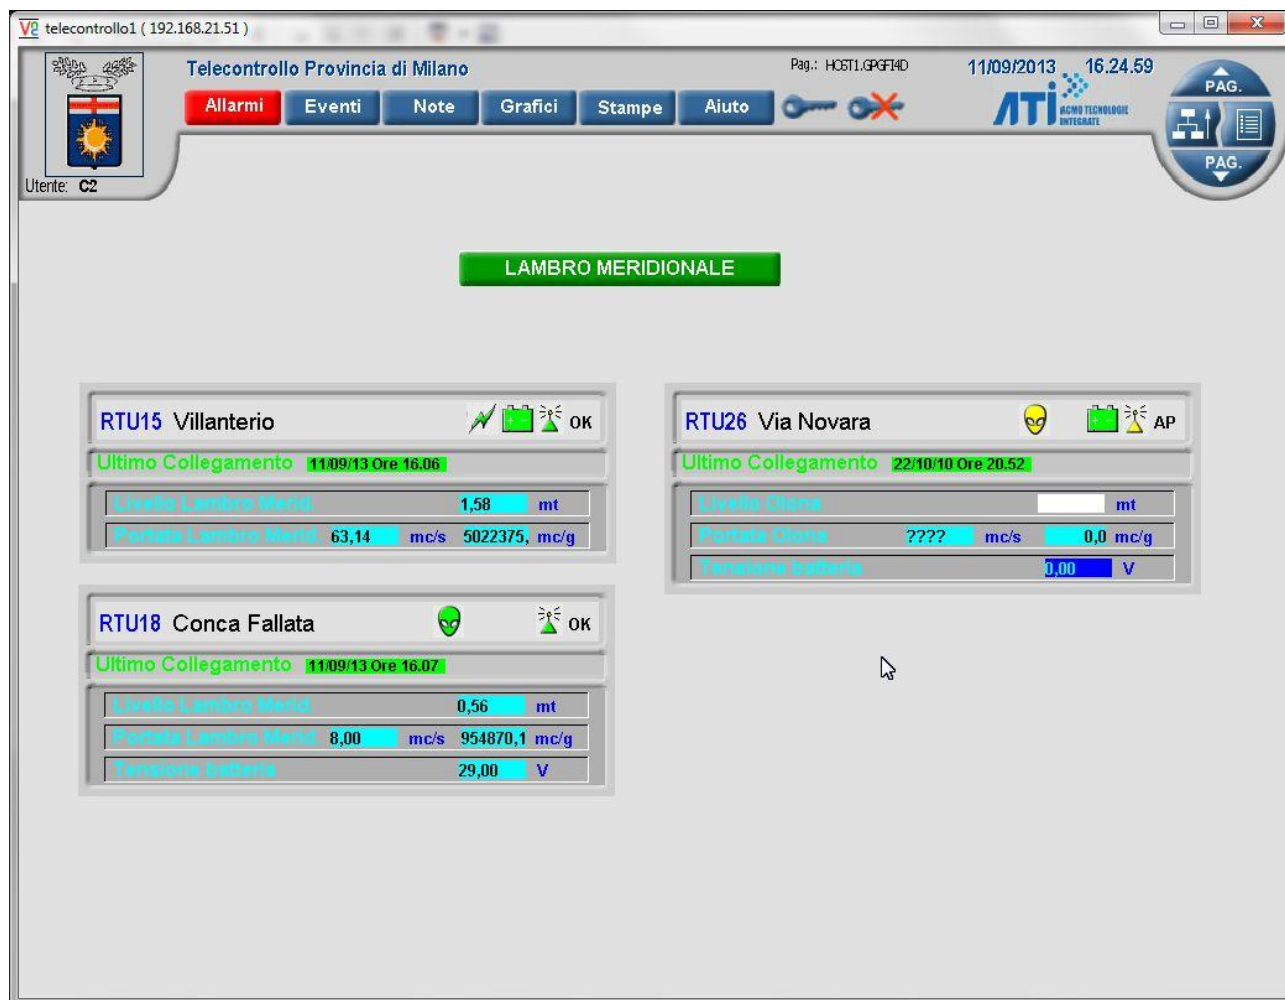 telecontrollo1 ( 192.168.21.51 )
Telecontrollo Provincia di Milano
Pag.: HOST1.GPGFI4D
11/09/2013 16.24.59
PAG.
Allarmi Eventi Note Grafici Stampe Aiuto
ATi ACMO TECNOLOGIE
INTEGRATE
PAG.
Utente: C2
LAMBRO MERIDIONALE
RTU15 Villanterio OK
Ultimo Collegamento 11/09/13 Ore 16.06
Livello Lambro Merid. 1,58 mt
Portata Lambro Merid. 63,14 mc/s 5022375, mc/g
RTU18 Conca Fallata OK
Ultimo Collegamento 11/09/13 Ore 16.07
Livello Lambro Merid. 0,56 mt
Portata Lambro Merid. 8,00 mc/s 954870,1 mc/g
Tensione batteria 29,00 V
RTU26 Via Novara AP
Ultimo Collegamento 22/10/10 Ore 20.52
Livello Olona mt
Portata Olona ???? mc/s 0,0 mc/g
Tensione batteria 0,00 V